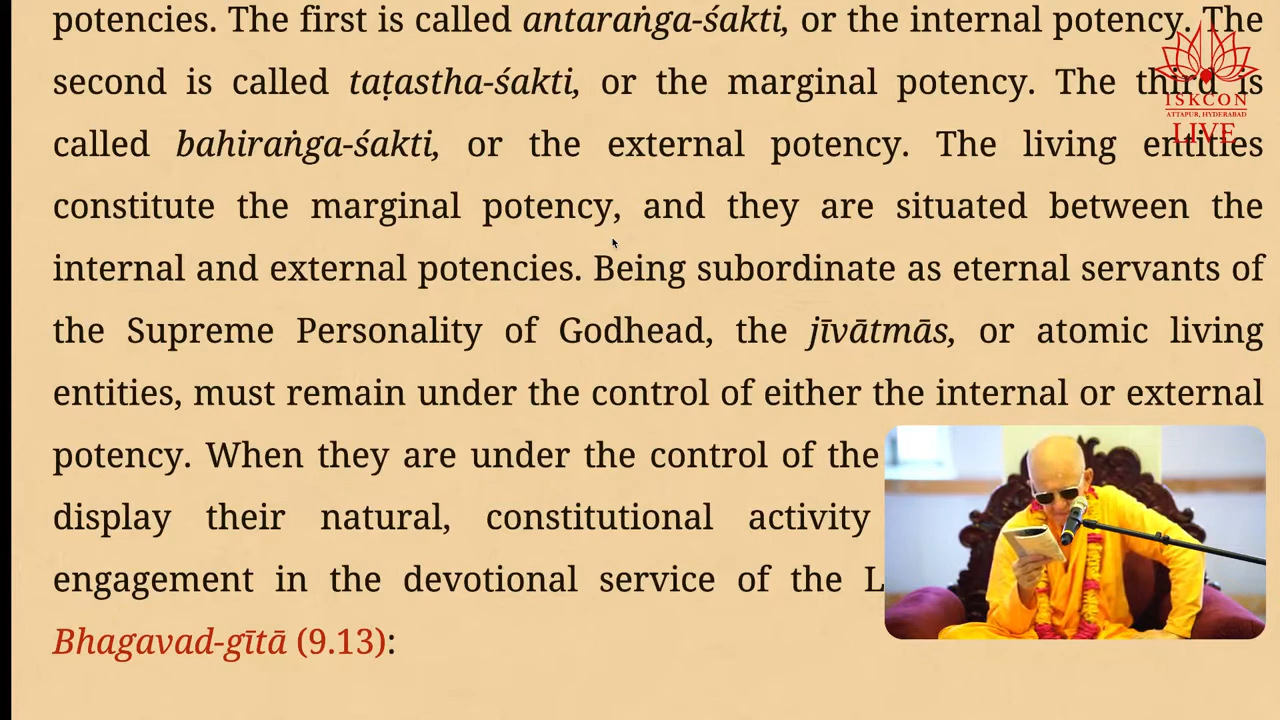 potencies. The first is called antaraṅga-śakti, or the internal potency. The
second is called taṭastha-śakti, or the marginal potency. The third is
called bahiraṅga-śakti, or the external potency. The living entities
constitute the marginal potency, and they are situated between the
internal and external potencies. Being subordinate as eternal servants of
the Supreme Personality of Godhead, the jīvātmās, or atomic living
entities, must remain under the control of either the internal or external
potency. When they are under the control of the
display their natural, constitutional activity
engagement in the devotional service of the L
Bhagavad-gītā (9.13):
ISKCON
ATTAPUR, HYDERABAD
LIVE